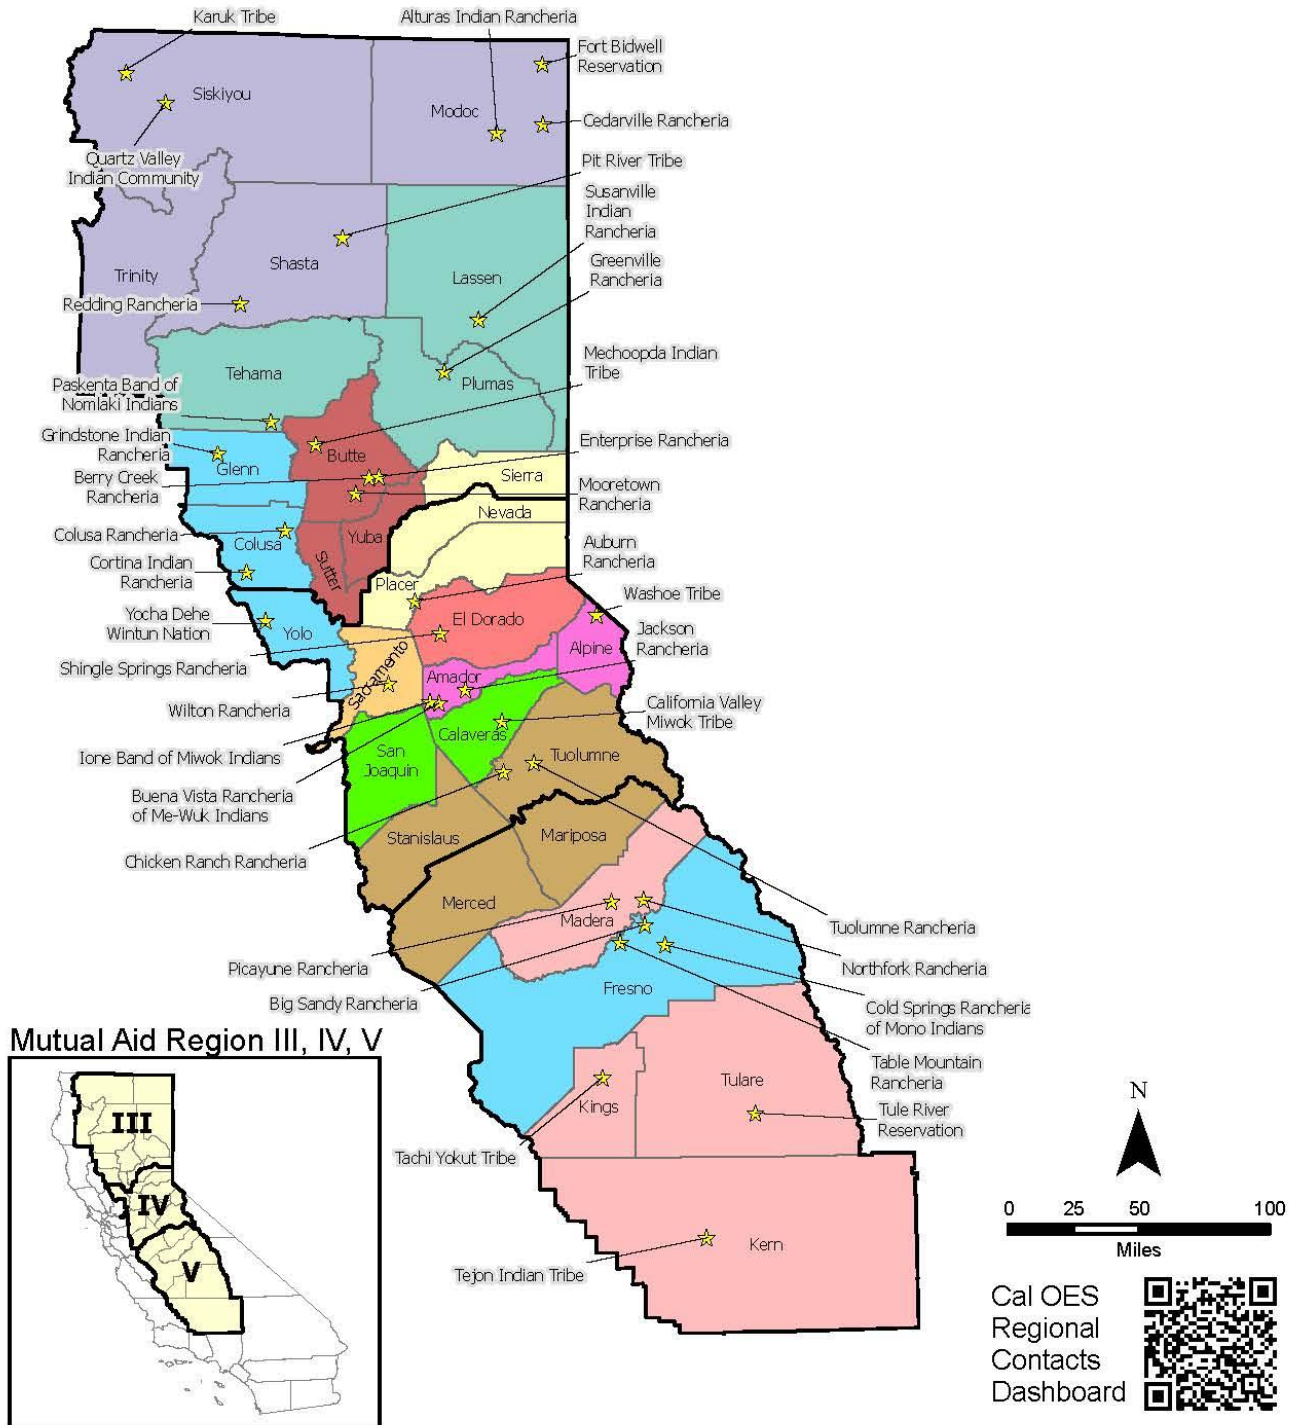 Karuk Tribe
Alturas Indian Rancheria
Fort Bidwell
Reservation
Siskiyou
Modoc
Cedarville Rancheria
Quartz Valley
Indian Community
Pit River Tribe
Susanville
Indian
Rancheria
Shasta
Trinity
Lassen
Greenville
Rancheria
Redding Rancheria
Mechoopda Indian
Tribe
Tehama
Plumas
Paskenta Band of
Nomlaki Indians
Grindstone Indian
Rancheria
Enterprise Rancheria
Butte
Glenn
Sierra
Berry Creek
Rancheria
Mooretown
Rancheria
Nevada
Colusa Rancheria
Colusa
Yuba
Sutter
Auburn
Rancheria
Cortina Indian
Rancheria
Placer
Washoe Tribe
Yocha Dehe
Wintun Nation
Yolo
El Dorado
Jackson
Rancheria
Alpine
Shingle Springs Rancheria
Sacramento
Amador
Wilton Rancheria
California Valley
Miwok Tribe
Calaveras
Ione Band of Miwok Indians
San
Joaquin
Tuolumne
Buena Vista Rancheria
of Me-Wuk Indians
Stanislaus
Mariposa
Chicken Ranch Rancheria
Merced
Madera
Tuolumne Rancheria
Picayune Rancheria
Northfork Rancheria
Big Sandy Rancheria
Fresno
Cold Springs Rancheria
of Mono Indians
Mutual Aid Region III, IV, V
Table Mountain
Rancheria
Tulare
Kings
Tule River
Reservation
Tachi Yokut Tribe
Kern
Tejon Indian Tribe
III
IV
V
N
0 25 50 100
Miles
Cal OES
Regional
Contacts
Dashboard